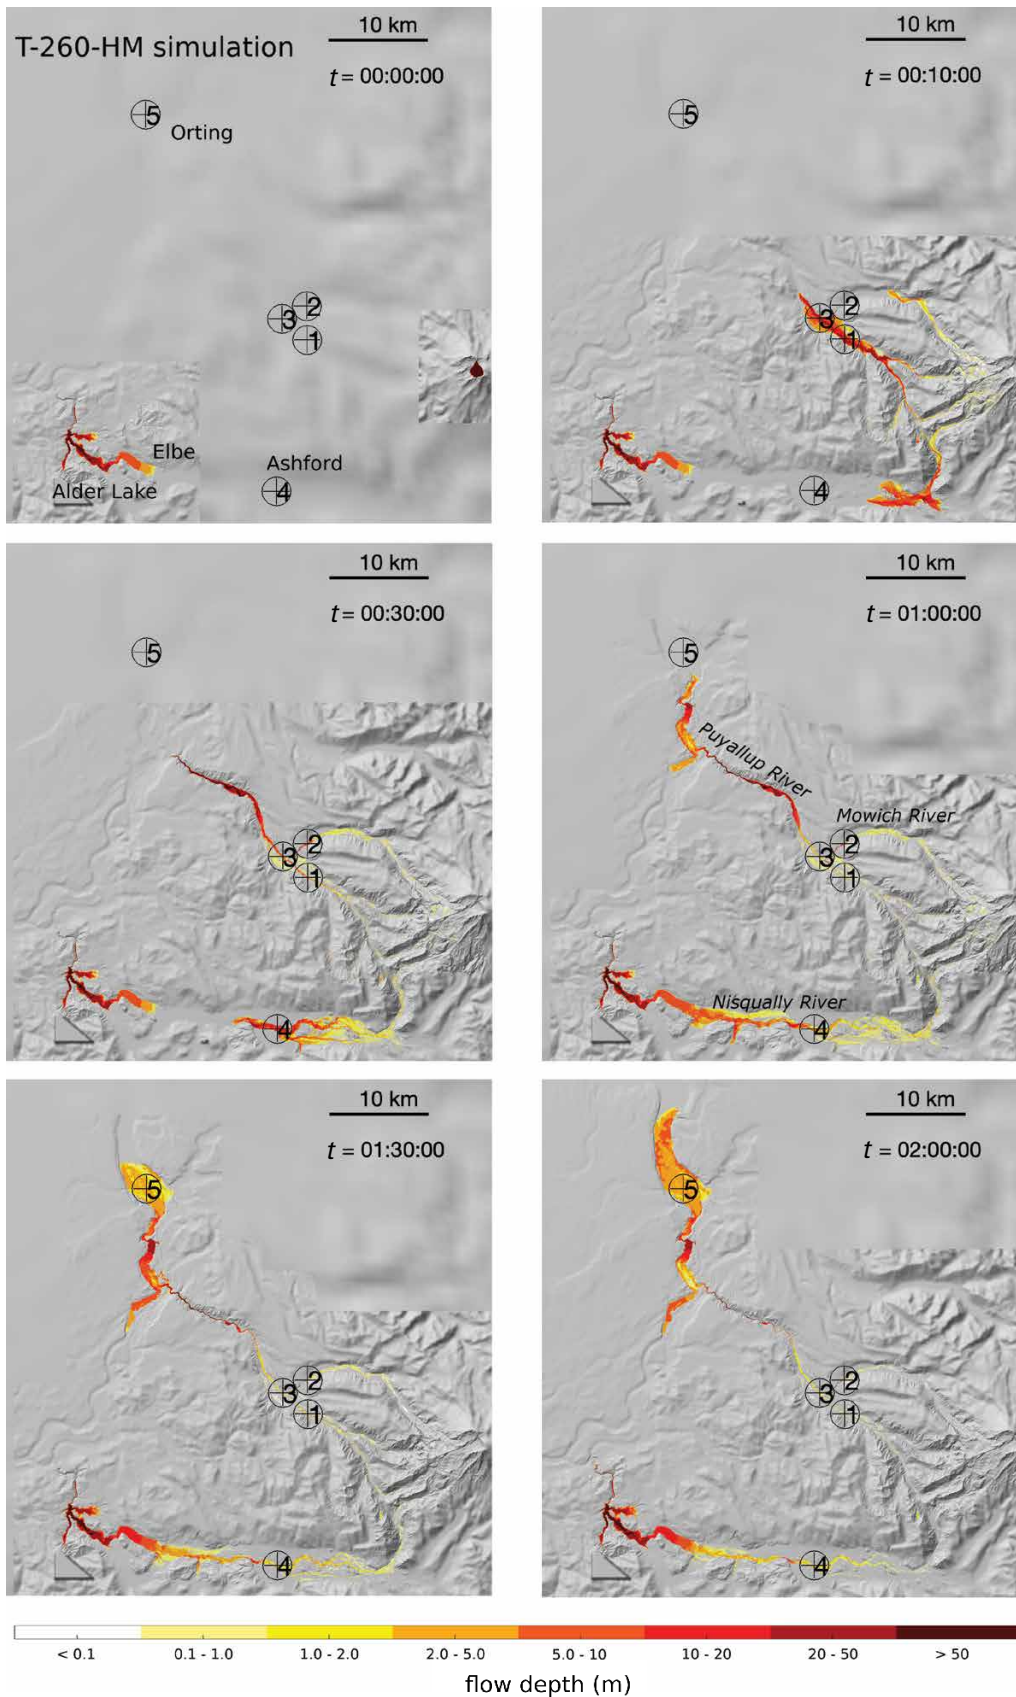 T-260-HM simulation
10 km
t = 00:00:00
5
Orting
2
3
1
Elbe
Ashford
Alder Lake
4
10 km
t = 00:10:00
5
2
3
1
4
10 km
t = 00:30:00
5
2
3
1
4
10 km
t = 01:00:00
5
Puyallup River
Mowich River
2
3
1
Nisqually River
4
10 km
t = 01:30:00
5
2
3
1
4
10 km
t = 02:00:00
5
2
3
1
4
< 0.1 0.1 - 1.0 1.0 - 2.0 2.0 - 5.0 5.0 - 10 10 - 20 20 - 50 > 50
flow depth (m)